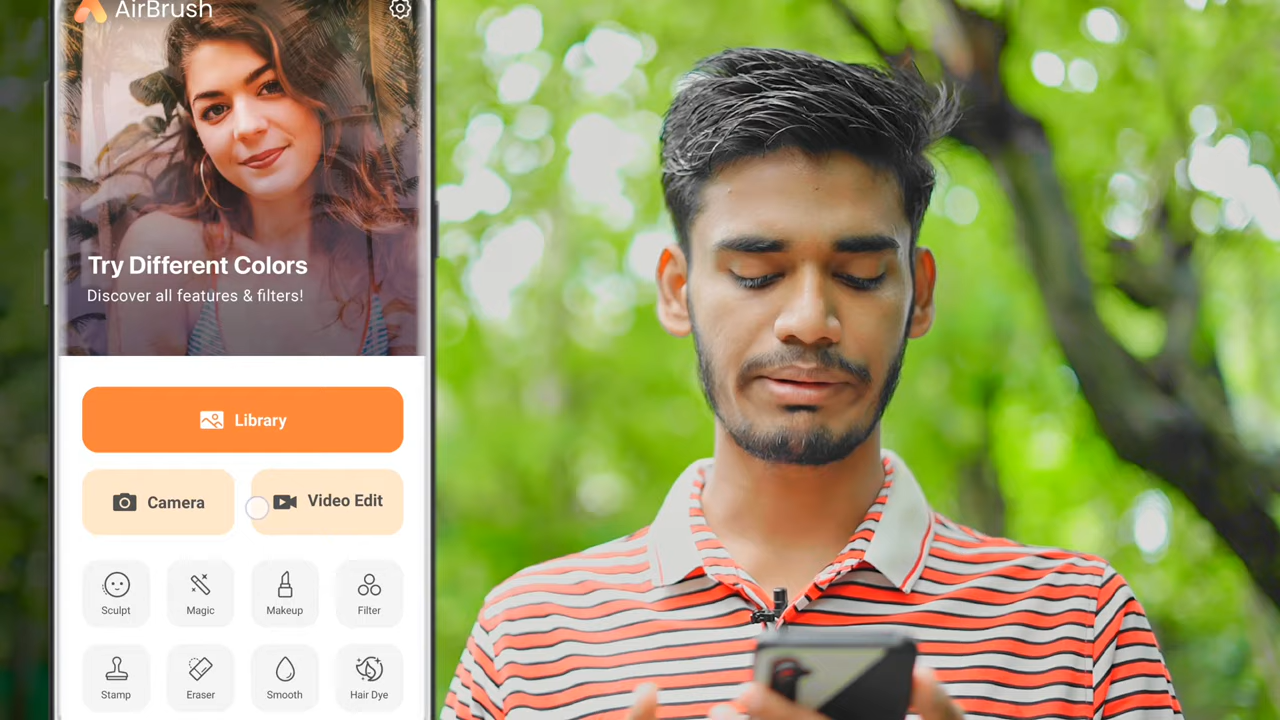 AirBrush
Try Different Colors
Discover all features & filters!
Library
Camera
Video Edit
Sculpt
Magic
Makeup
Filter
Stamp
Eraser
Smooth
Hair Dye